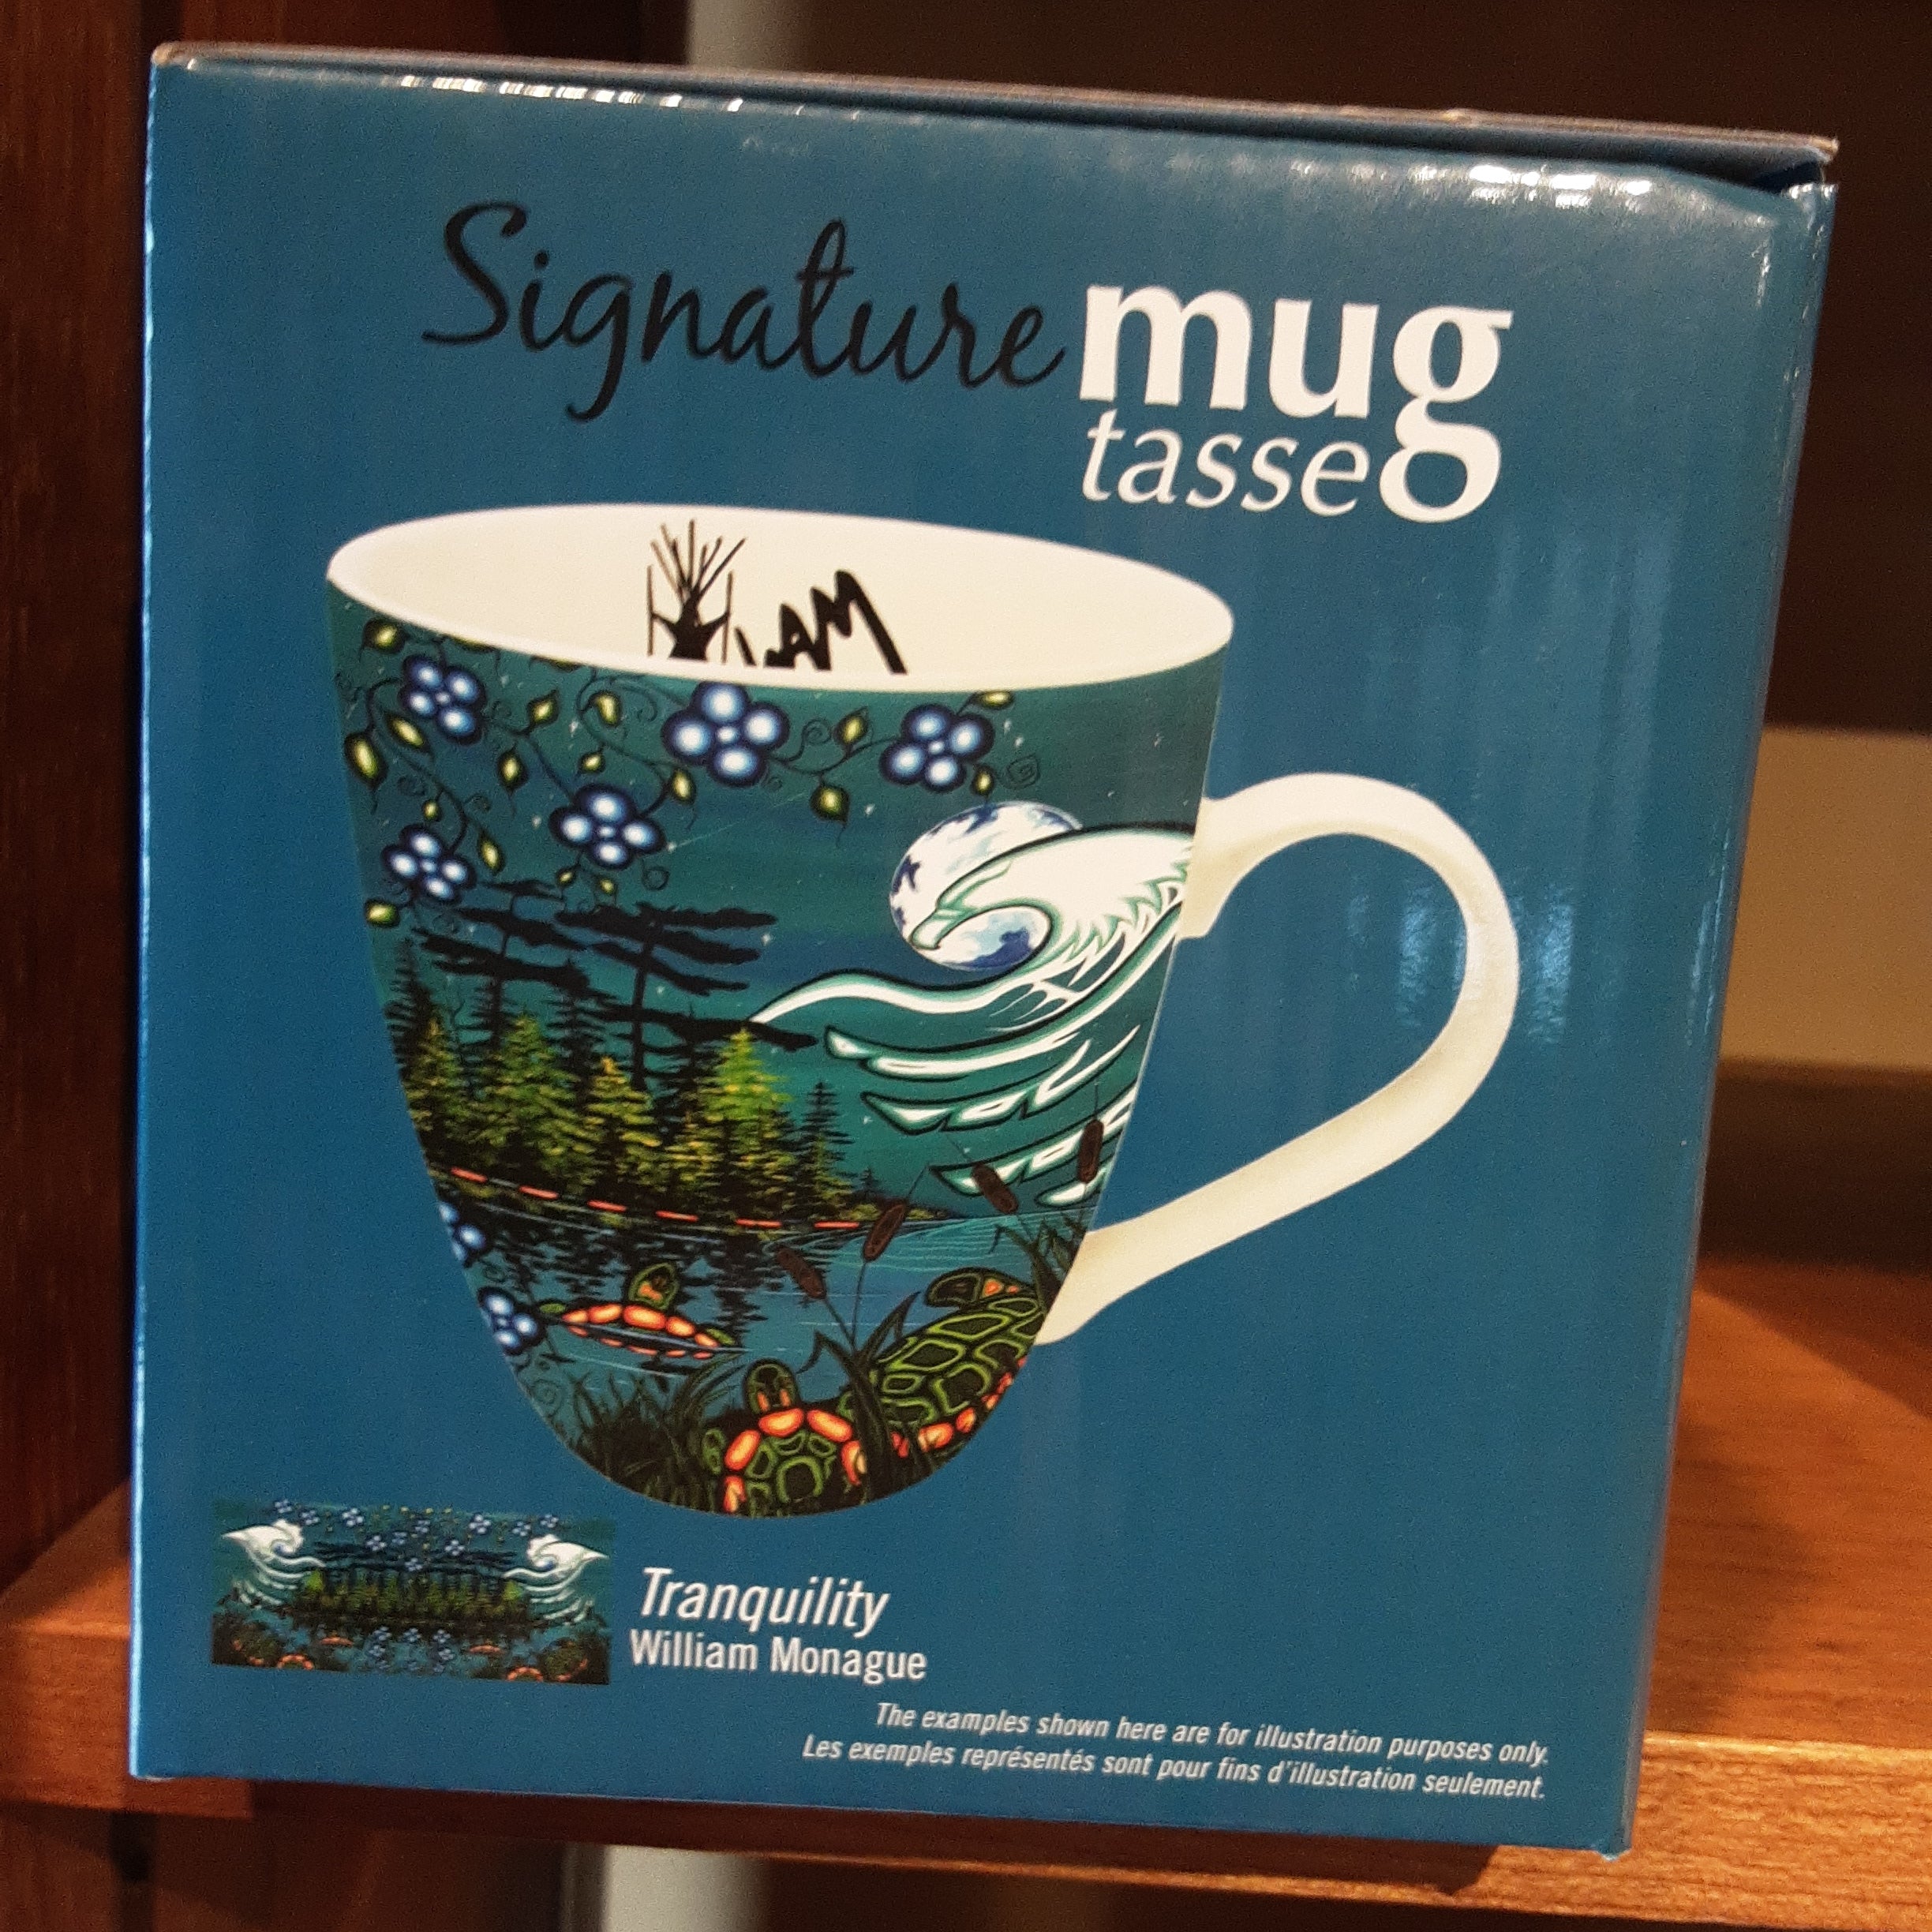 Signature mug
tasse
Tranquility
William Monague
The examples shown here are for illustration purposes only.
Les exemples représentés sont pour fins d'illustration seulement.